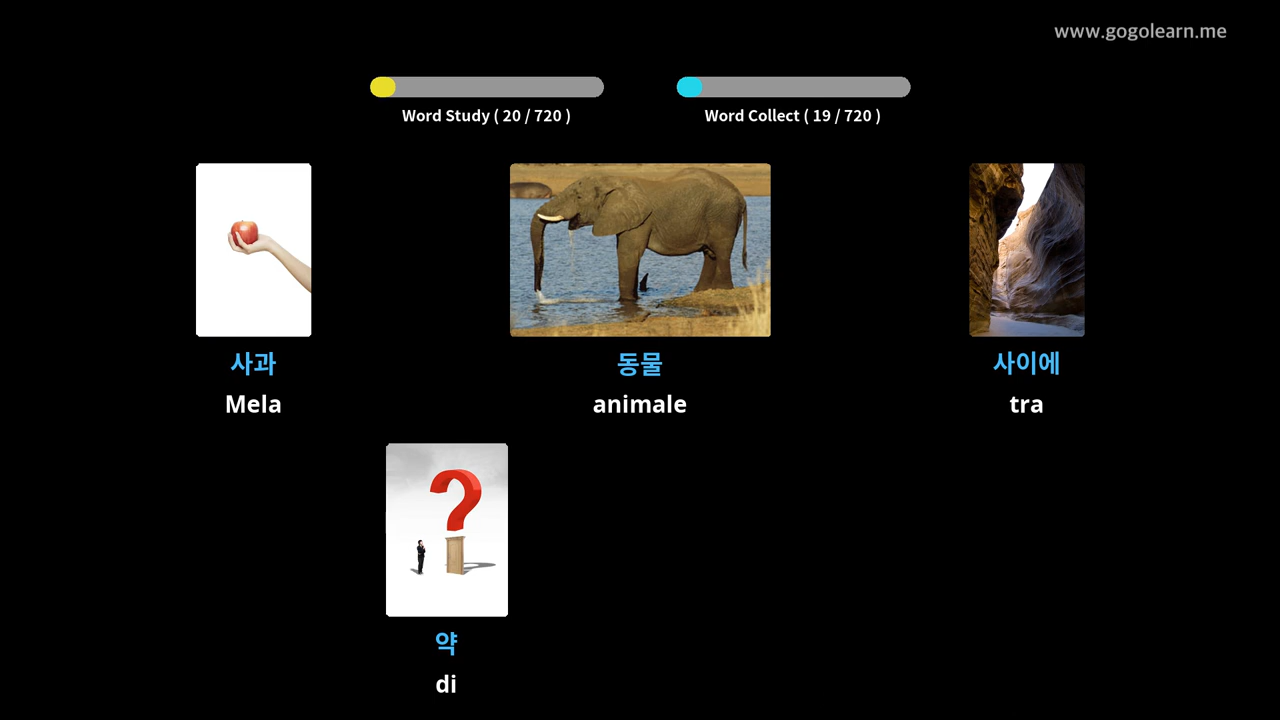 www.gogolearn.me
Word Study ( 20 / 720 )
Word Collect ( 19 / 720 )
사과
Mela
동물
animale
사이에
tra
약
di